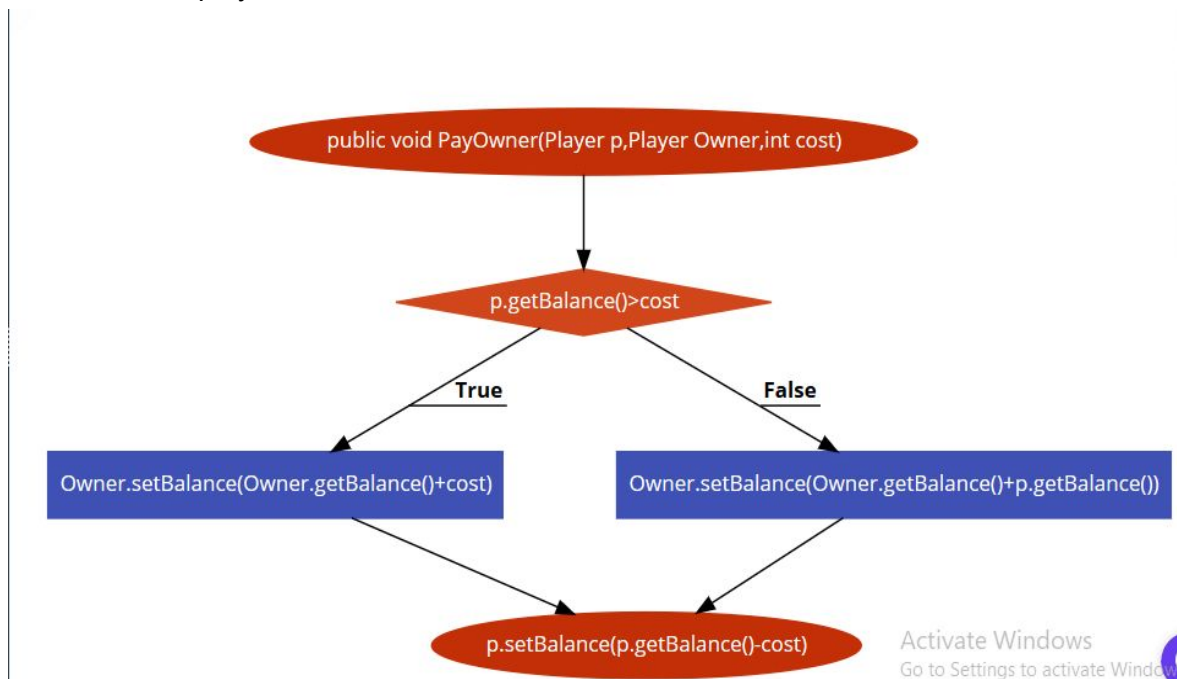 public void PayOwner(Player p,Player Owner,int cost)
p.getBalance()>cost
True
False
Owner.setBalance(Owner.getBalance()+cost)
Owner.setBalance(Owner.getBalance()+p.getBalance())
p.setBalance(p.getBalance()-cost)
Activate Windows
Go to Settings to activate